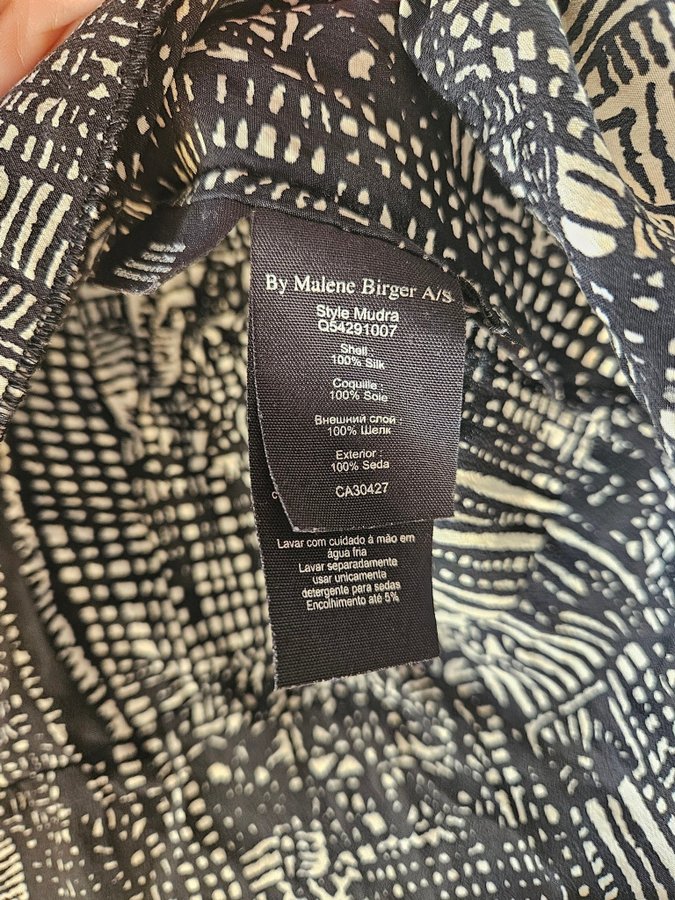 By Malene Birger A/S
Style Mudra
Q54291007
Shell :
100% Silk
Coquille :
100% Soie
Внешний слой :
100% Шелк
Exterior :
100% Seda
CA30427
Lavar com cuidado à mão em
água fria
Lavar separadamente
usar unicamente
detergente para sedas
Encolhimento até 5%